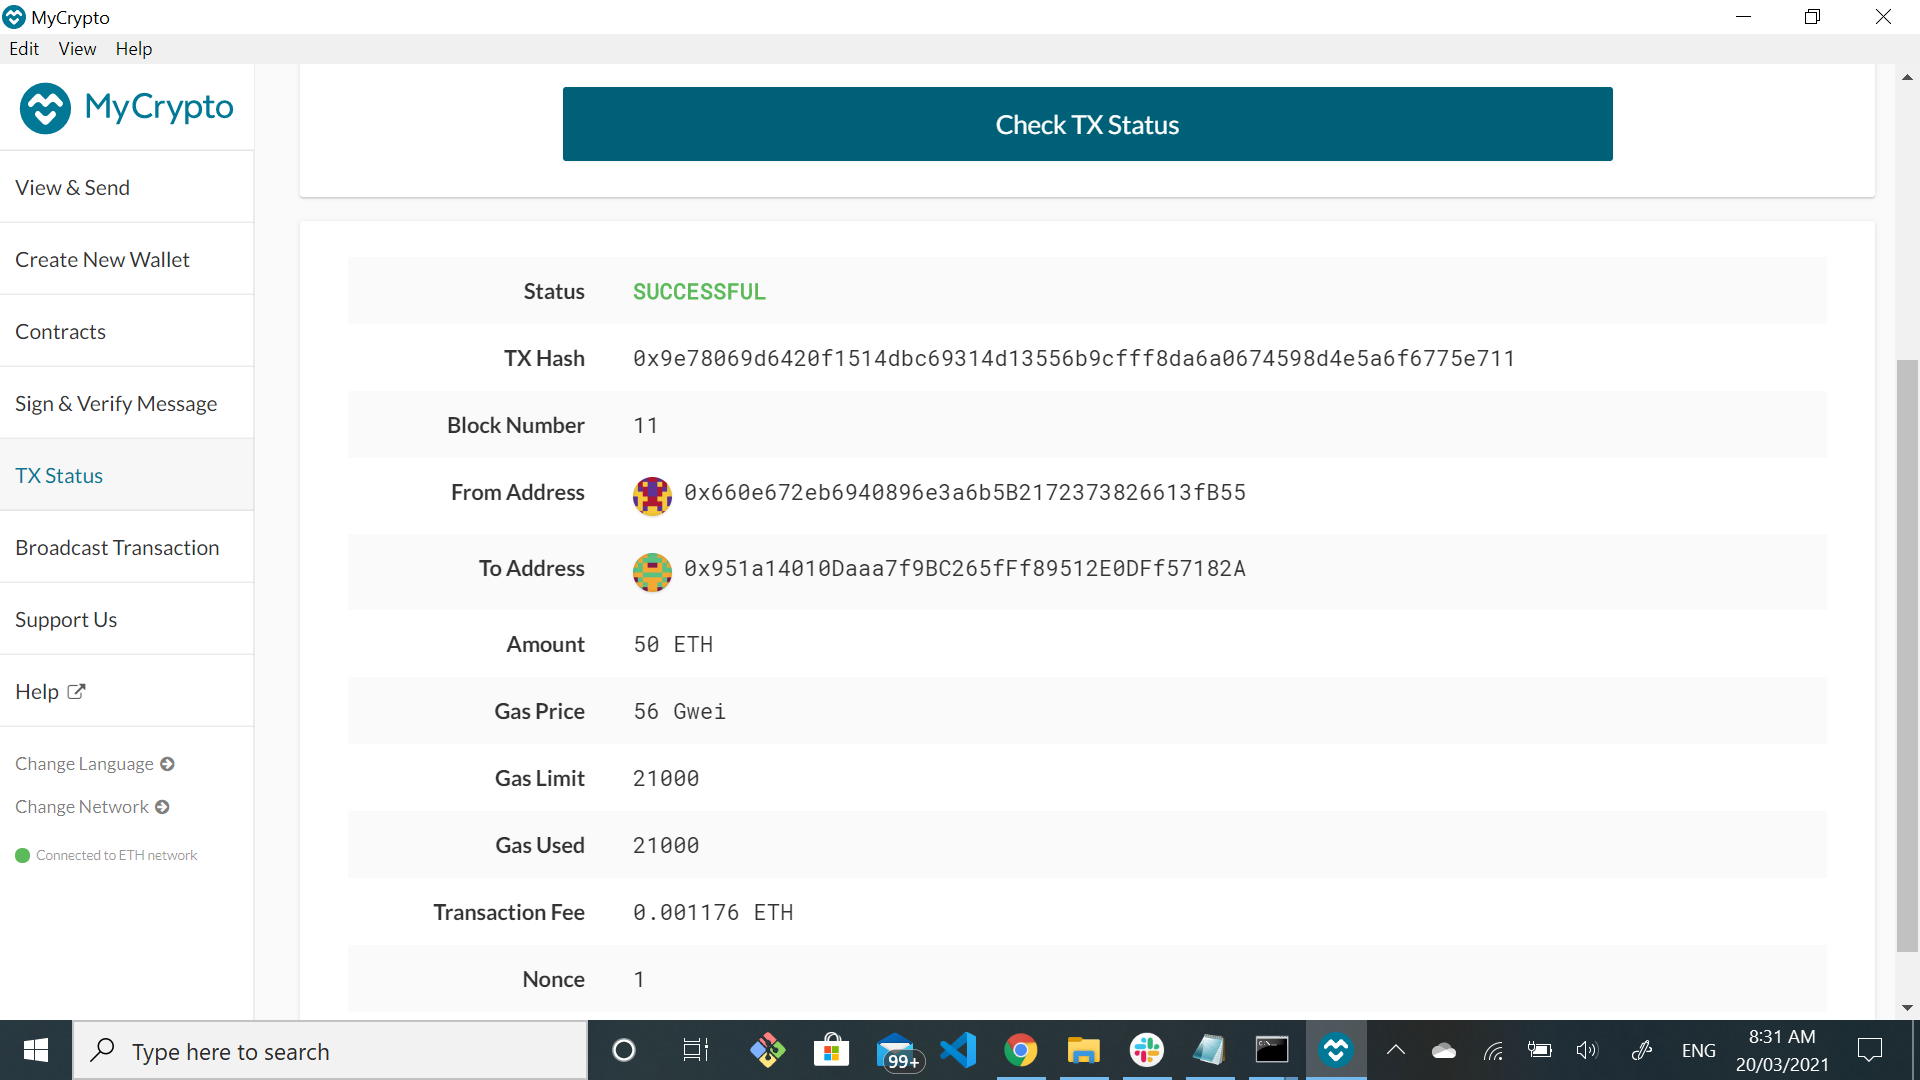 MyCrypto
Edit View Help
MyCrypto
View & Send
Create New Wallet
Contracts
Sign & Verify Message
TX Status
Broadcast Transaction
Support Us
Help
Change Language
Change Network
Connected to ETH network
Check TX Status
Status SUCCESSFUL
TX Hash 0x9e78069d6420f1514dbc69314d13556b9cfff8da6a0674598d4e5a6f6775e711
Block Number 11
From Address 0x660e672eb6940896e3a6b5B2172373826613fB55
To Address 0x951a14010Daaa7f9BC265fFf89512E0DFf57182A
Amount 50 ETH
Gas Price 56 Gwei
Gas Limit 21000
Gas Used 21000
Transaction Fee 0.001176 ETH
Nonce 1
Type here to search
99+
ENG
8:31 AM
20/03/2021